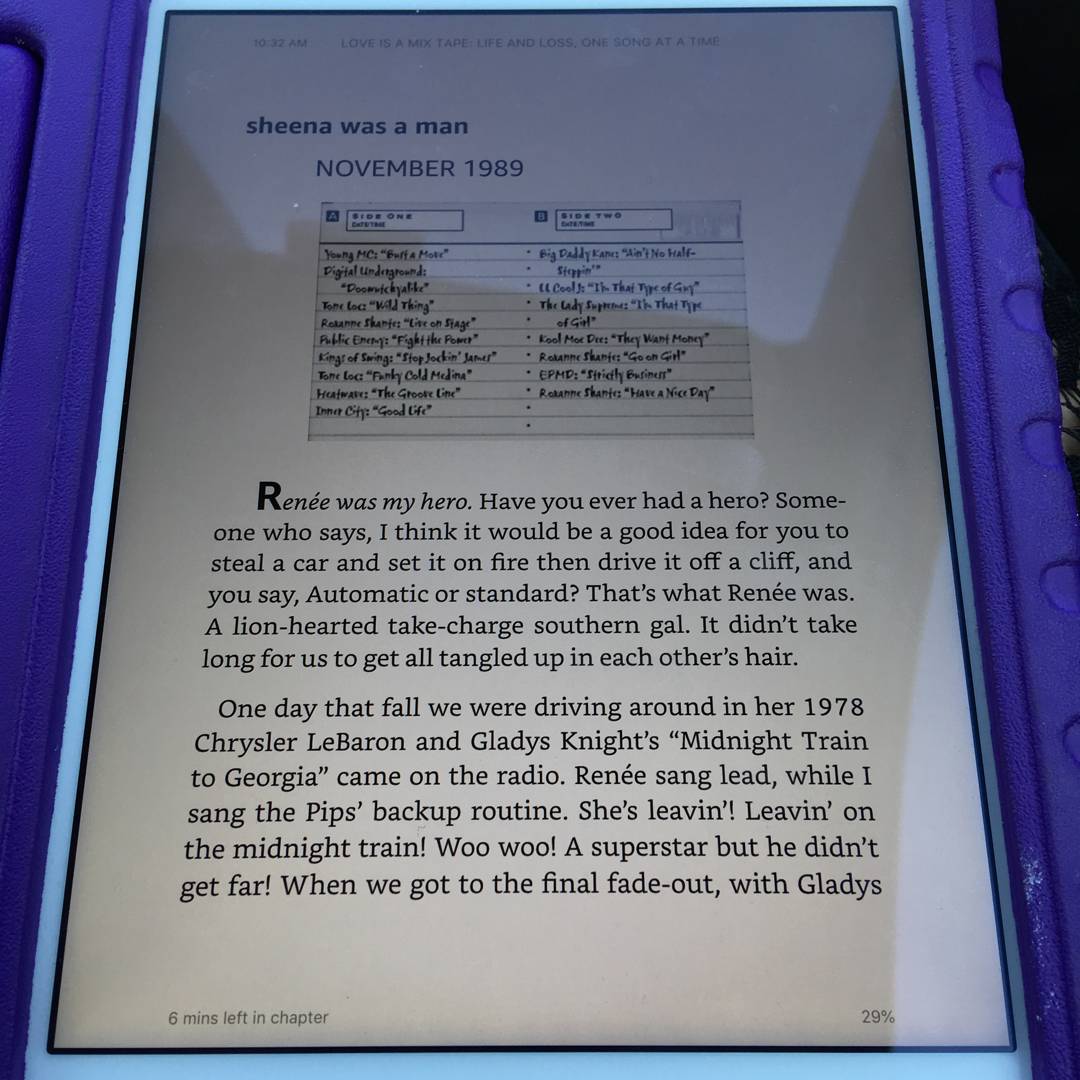 10:32 AM LOVE IS A MIX TAPE: LIFE AND LOSS, ONE SONG AT A TIME
sheena was a man
NOVEMBER 1989
A SIDE ONE
DATE/TIME
Young MC: “Bust a Move”
Digital Underground:
“Doowutchyalike”
Tone Loc: “Wild Thing”
Roxanne Shante: “Live on Stage”
Public Enemy: “Fight the Power”
Kings of Swing: “Stop Jockin’ James”
Tone Loc: “Funky Cold Medina”
Heatwave: “The Groove Line”
Inner City: “Good Life”
B SIDE TWO
DATE/TIME
Big Daddy Kane: “Ain’t No Half-
Steppin’”
LL Cool J: “I’m That Type of Guy”
The Lady Supreme: “I’m That Type
of Girl”
Kool Moe Dee: “They Want Money”
Roxanne Shante: “Go on Girl”
EPMD: “Strictly Business”
Roxanne Shante: “Have a Nice Day”
Renée was my hero. Have you ever had a hero? Some-
one who says, I think it would be a good idea for you to
steal a car and set it on fire then drive it off a cliff, and
you say, Automatic or standard? That’s what Renée was.
A lion-hearted take-charge southern gal. It didn’t take
long for us to get all tangled up in each other’s hair.
One day that fall we were driving around in her 1978
Chrysler LeBaron and Gladys Knight’s “Midnight Train
to Georgia” came on the radio. Renée sang lead, while I
sang the Pips’ backup routine. She’s leavin’! Leavin’ on
the midnight train! Woo woo! A superstar but he didn’t
get far! When we got to the final fade-out, with Gladys
6 mins left in chapter 29%